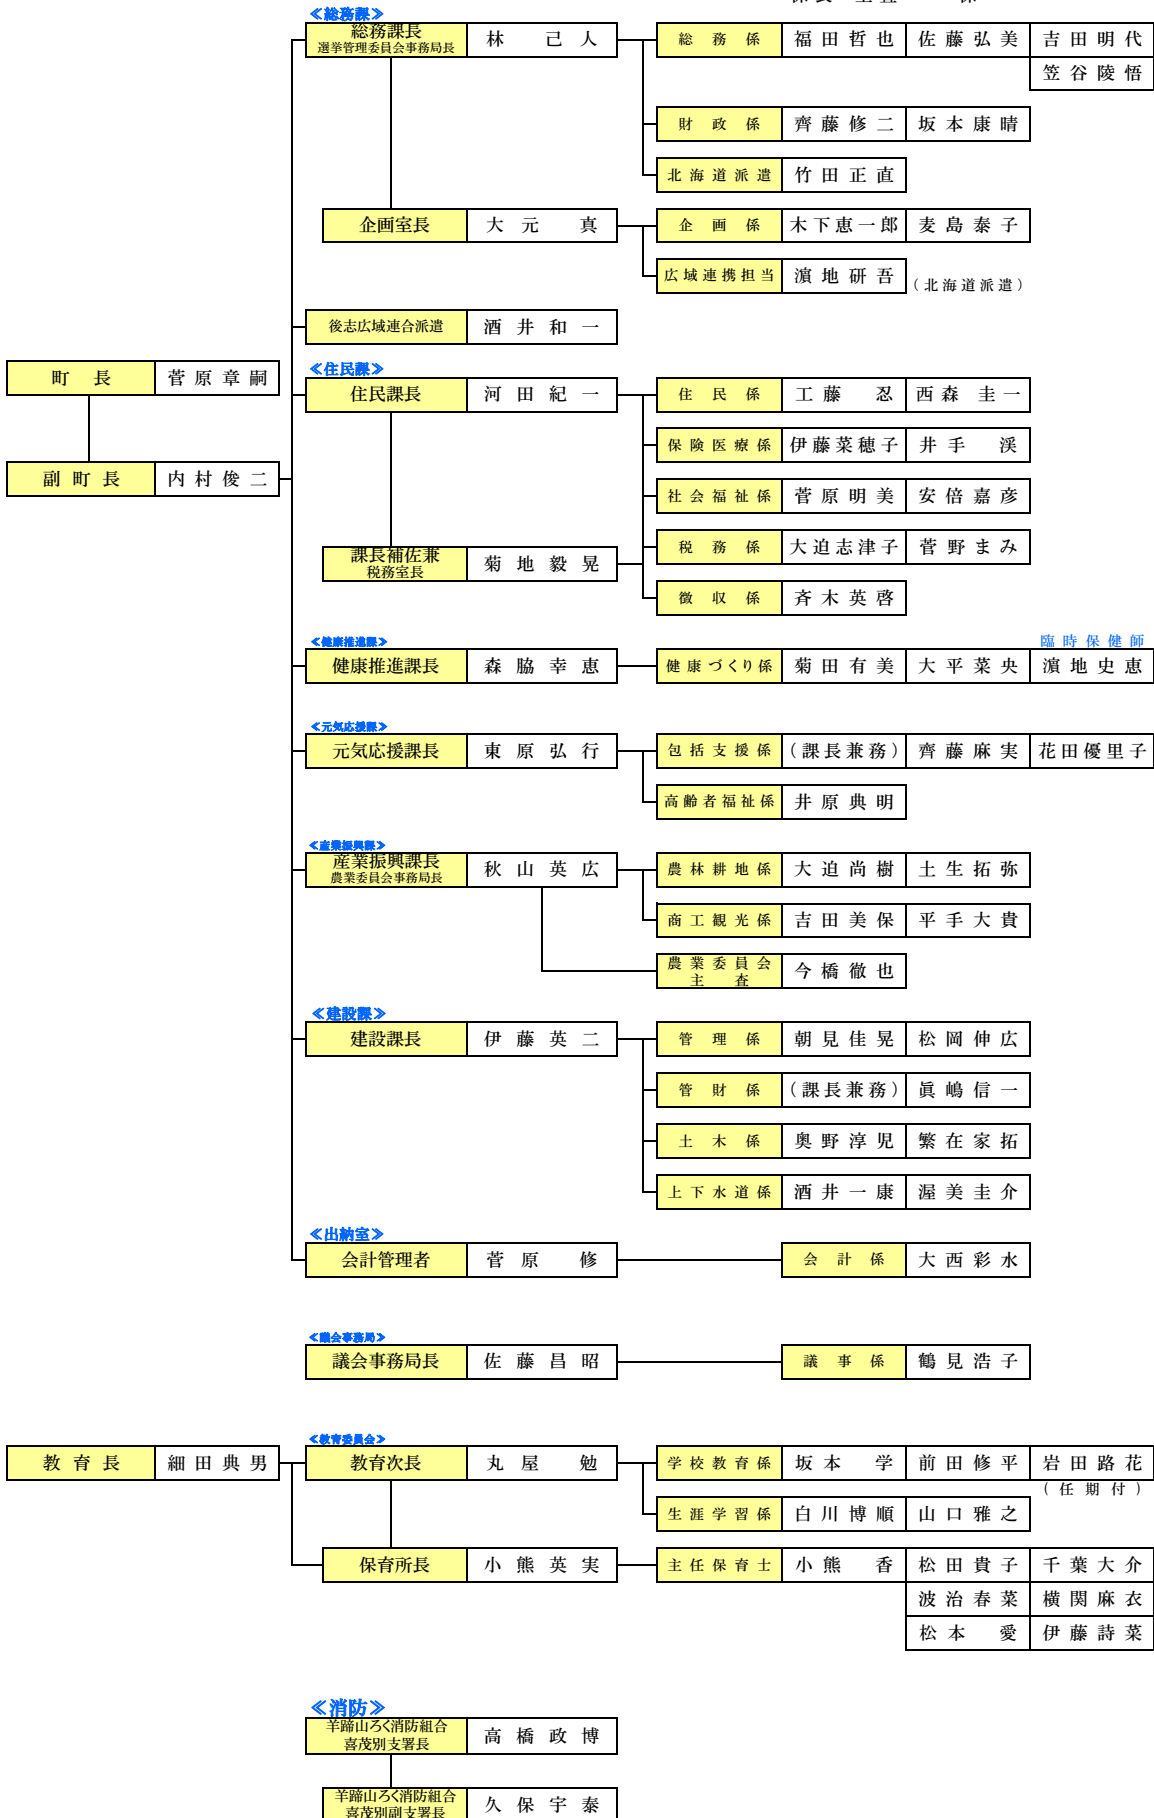 ≪総務課≫
総務課長
選挙管理委員会事務局長
林 己人
総務係 福田哲也 佐藤弘美 吉田明代
笠谷陵悟
財政係 齊藤修二 坂本康晴
北海道派遣 竹田正直
企画室長 大元 真 企画係 木下恵一郎 麦島泰子
広域連携担当 濵地研吾 (北海道派遣)
後志広域連合派遣 酒井和一
≪住民課≫
町長 菅原章嗣
住民課長 河田紀一 住民係 工藤 忍 西森 圭一
保険医療係 伊藤菜穂子 井手 渓
副町長 内村俊二
社会福祉係 菅原明美 安倍嘉彦
税務係 大迫志津子 菅野まみ
課長補佐兼
税務室長
菊地毅晃
徴収係 斉木英啓
≪健康推進課≫
臨時保健師
健康推進課長 森脇幸恵 健康づくり係 菊田有美 大平菜央 濵地史恵
≪元気応援課≫
元気応援課長 東原弘行 包括支援係 (課長兼務) 齊藤麻実 花田優里子
高齢者福祉係 井原典明
≪産業振興課≫
産業振興課長
農業委員会事務局長
秋山英広
農林耕地係 大迫尚樹 土生拓弥
商工観光係 吉田美保 平手大貴
農業委員会
主査
今橋徹也
≪建設課≫
建設課長 伊藤英二 管理係 朝見佳晃 松岡伸広
管財係 (課長兼務) 眞嶋信一
土木係 奥野淳児 繁在家拓
上下水道係 酒井一康 渥美圭介
≪出納室≫
会計管理者 菅原 修 会計係 大西彩水
≪議会事務局≫
議会事務局長 佐藤昌昭 議事係 鶴見浩子
≪教育委員会≫
教育長 細田典男 教育次長 丸屋 勉 学校教育係 坂本 学 前田修平 岩田路花
(任期付)
生涯学習係 白川博順 山口雅之
保育所長 小熊英実 主任保育士 小熊 香 松田貴子 千葉大介
波治春菜 横関麻衣
松本 愛 伊藤詩菜
≪消防≫
羊蹄山ろく消防組合
喜茂別支署長
高橋政博
羊蹄山ろく消防組合
喜茂別副支署長
久保宇泰